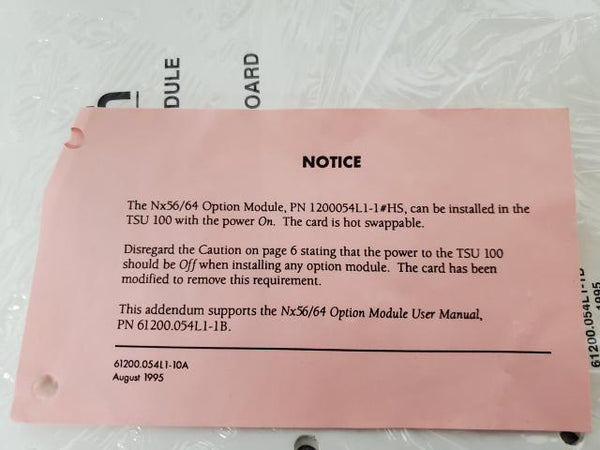 DULE
OARD
NOTICE
The Nx56/64 Option Module, PN 1200054L1-1#HS, can be installed in the
TSU 100 with the power On. The card is hot swappable.
Disregard the Caution on page 6 stating that the power to the TSU 100
should be Off when installing any option module. The card has been
modified to remove this requirement.
This addendum supports the Nx56/64 Option Module User Manual,
PN 61200.054L1-1B.
61200.054L1-10A
August 1995
61200.054L1-1B
1995